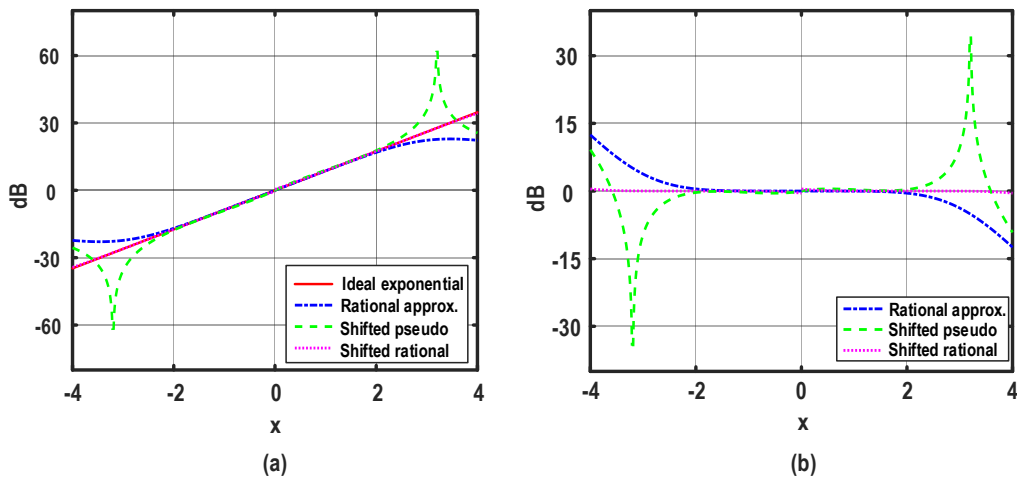 60
30
0
-30
-60
dB
-4
-2
0
2
4
x
Ideal exponential
Rational approx.
Shifted pseudo
Shifted rational
(a)
30
15
0
-15
-30
dB
-4
-2
0
2
4
x
Rational approx.
Shifted pseudo
Shifted rational
(b)